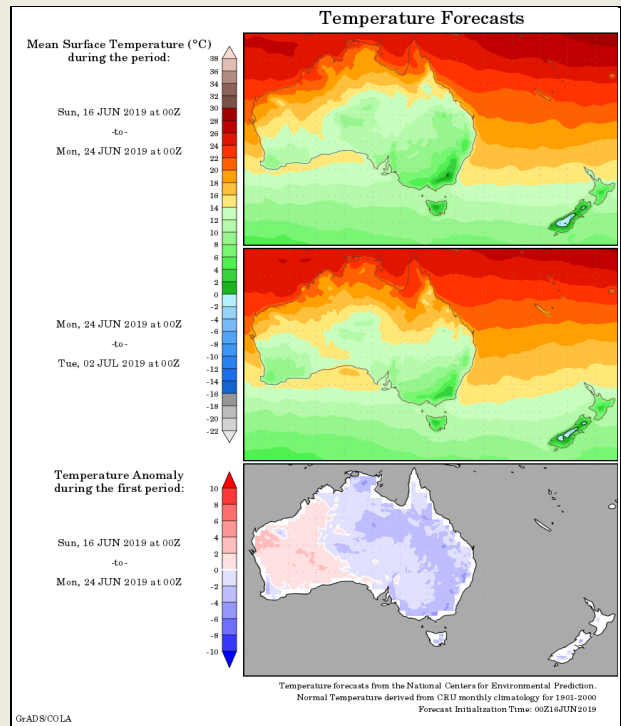 Temperature Forecasts
Mean Surface Temperature (°C)
during the period:
Sun, 16 JUN 2019 at 00Z
-to-
Mon, 24 JUN 2019 at 00Z
38
36
34
32
30
28
26
24
22
20
18
16
14
12
10
8
6
4
2
0
-2
-4
-6
-8
-10
-12
-14
-16
-18
-20
-22
Mon, 24 JUN 2019 at 00Z
-to-
Tue, 02 JUL 2019 at 00Z
Temperature Anomaly
during the first period:
Sun, 16 JUN 2019 at 00Z
-to-
Mon, 24 JUN 2019 at 00Z
10
8
6
4
2
0
-2
-4
-6
-8
-10
Temperature forecasts from the National Centers for Environmental Prediction.
Normal Temperature derived from CRU monthly climatology for 1901-2000
Forecast Initialization Time: 00Z16JUN2019
GrADS/COLA